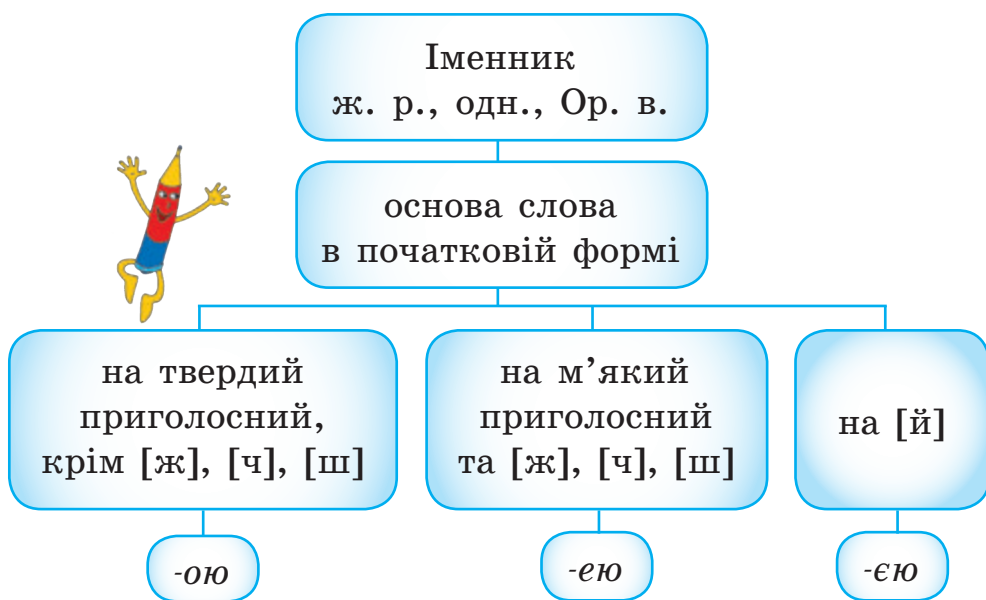 Іменник
ж. р., одн., Ор. в.
основа слова
в початковій формі
на твердий
приголосний,
крім [ж], [ч], [ш]
на м’який
приголосний
та [ж], [ч], [ш]
на [й]
-ою
-ею
-єю